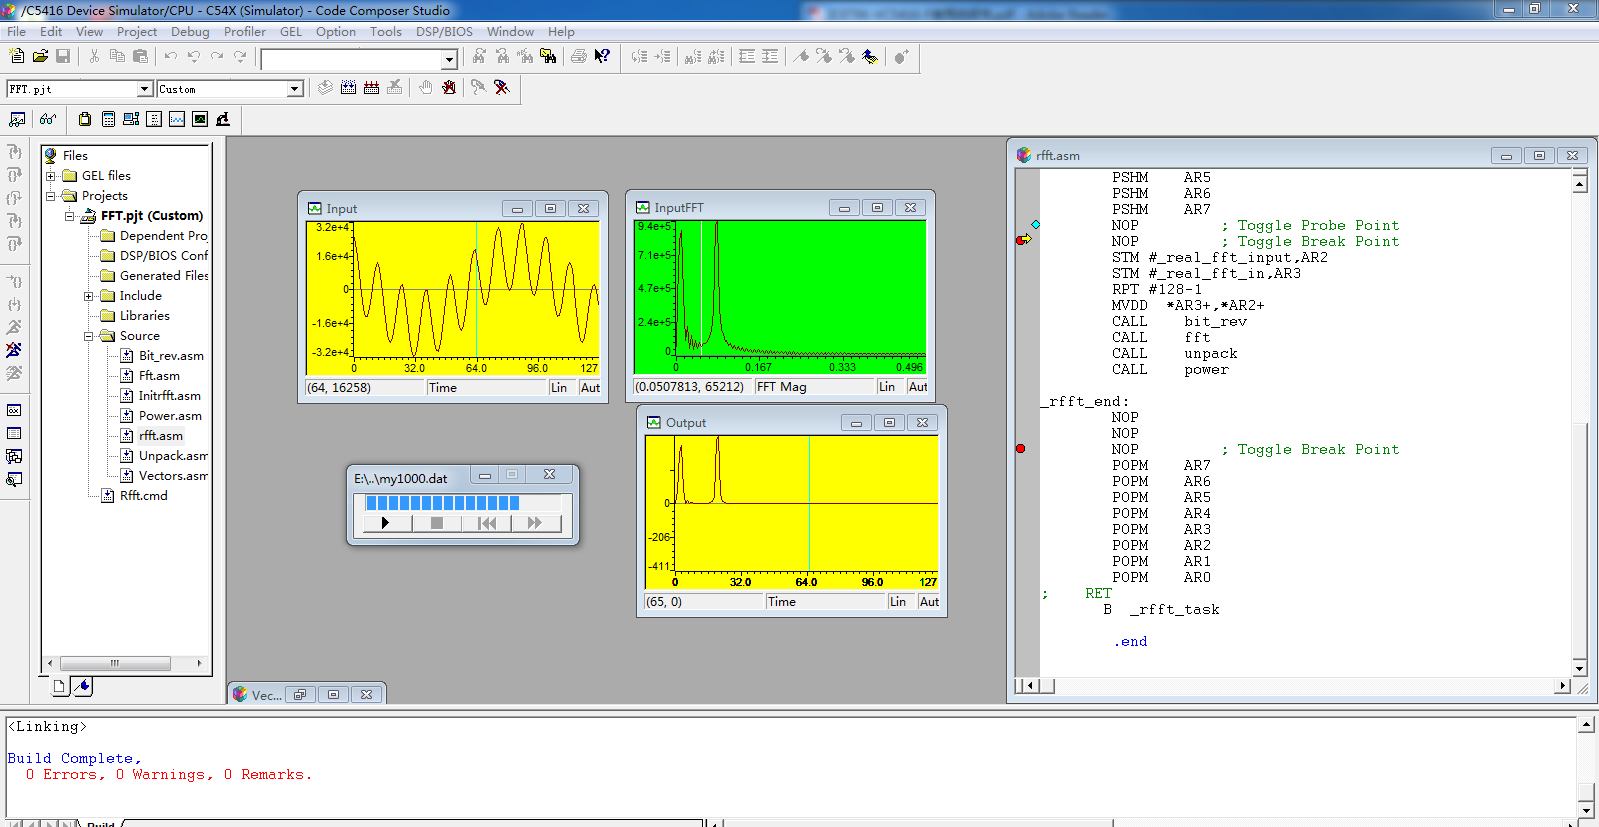 /C5416 Device Simulator/CPU - C54X (Simulator) - Code Composer Studio
File Edit View Project Debug Profiler GEL Option Tools DSP/BIOS Window Help
FFT.pjt Custom
Files
GEL files
Projects
FFT.pjt (Custom)
Dependent Proj
DSP/BIOS Conf
Generated Files
Include
Libraries
Source
Bit_rev.asm
Fft.asm
Initrfft.asm
Power.asm
rfft.asm
Unpack.asm
Vectors.asm
Rfft.cmd
Input
3.2e+4
1.6e+4
0
-1.6e+4
-3.2e+4
0 32.0 64.0 96.0 127
(64, 16258) Time Lin Aut
InputFFT
9.4e+5
7.1e+5
4.7e+5
2.4e+5
0
0 0.167 0.333 0.496
(0.0507813, 65212) FFT Mag Lin Aut
Output
0
-206
-411
0 32.0 64.0 96.0 127
(65, 0) Time Lin Aut
E:\..\my1000.dat
Vec...
rfft.asm
PSHM AR5
PSHM AR6
PSHM AR7
NOP ; Toggle Probe Point
NOP ; Toggle Break Point
STM #_real_fft_input,AR2
STM #_real_fft_in,AR3
RPT #128-1
MVDD *AR3+,*AR2+
CALL bit_rev
CALL fft
CALL unpack
CALL power
_rfft_end:
NOP
NOP
NOP ; Toggle Break Point
POPM AR7
POPM AR6
POPM AR5
POPM AR4
POPM AR3
POPM AR2
POPM AR1
POPM AR0
; RET
B _rfft_task
.end
<Linking>
Build Complete,
0 Errors, 0 Warnings, 0 Remarks.
Build